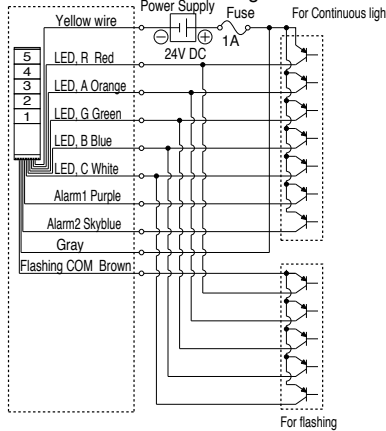 Power Supply
Fuse
For Continuous ligh
Yellow wire
24V DC
1A
LED, R Red
5
LED, A Orange
4
3
LED, G Green
2
1
LED, B Blue
LED, C White
Alarm1 Purple
Alarm2 Skyblue
Gray
Flashing COM Brown
For flashing